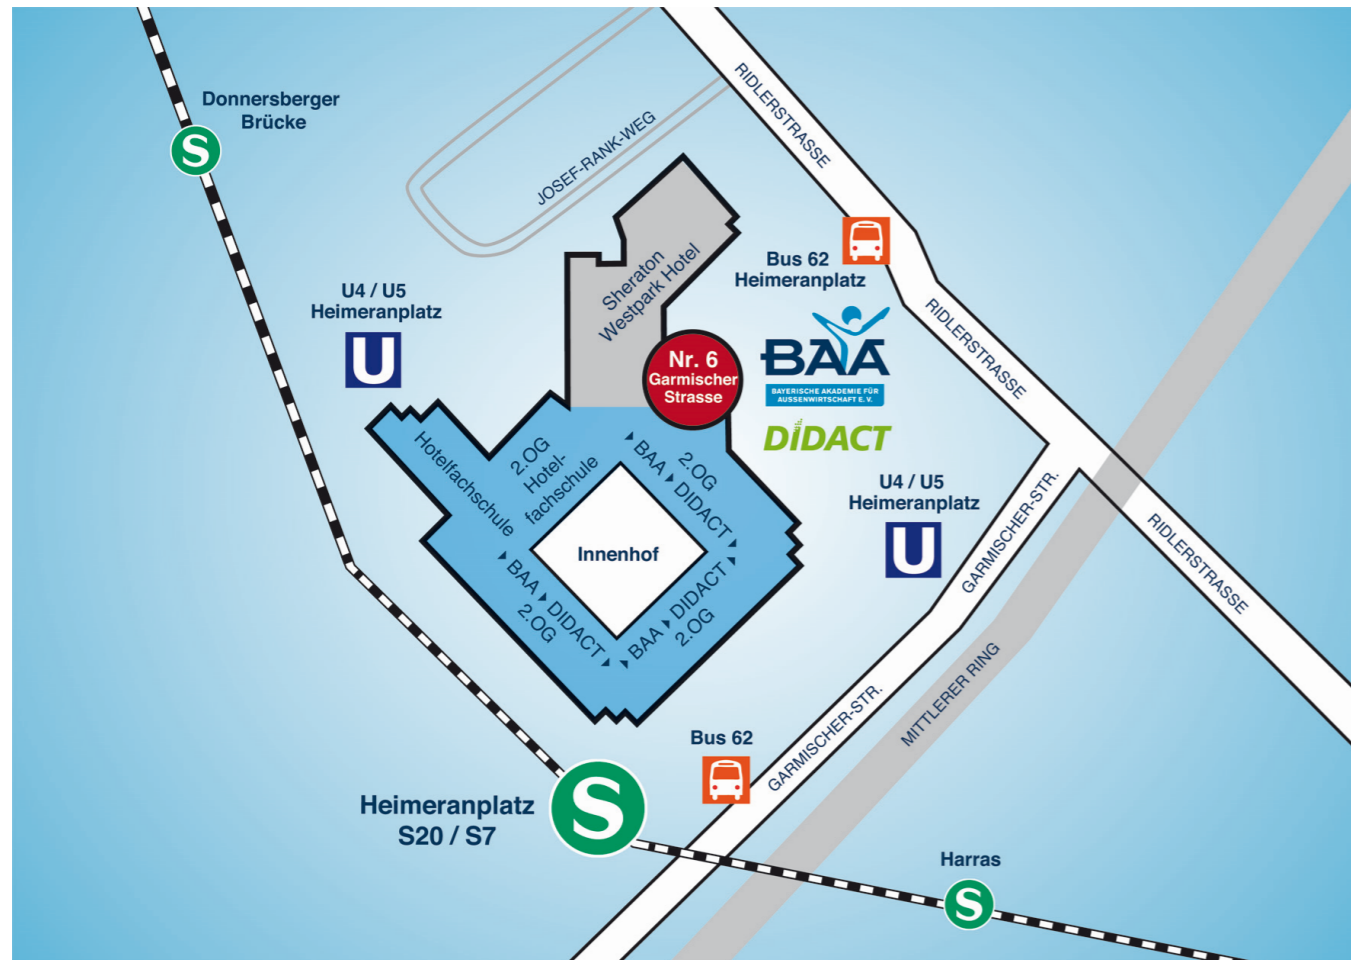 Donnersberger
Brücke
S
JOSEF-RANK-WEG
RIDLERSTRASSE
Bus 62
Heimeranplatz
Sheraton
Westpark Hotel
U4 / U5
Heimeranplatz
U
Nr. 6
Garmischer
Strasse
BAA
BAYERISCHE AKADEMIE FÜR
AUSSENWIRTSCHAFT E. V.
DIDACT
RIDLERSTRASSE
Hotelfachschule
2.OG
Hotel-
fachschule
2.OG
BAA DIDACT
U4 / U5
Heimeranplatz
U
GARMISCHER-STR.
RIDLERSTRASSE
Innenhof
BAA DIDACT
2.OG
BAA DIDACT
2.OG
MITTLERER RING
GARMISCHER-STR.
Bus 62
Heimeranplatz
S20 / S7
S
Harras
S